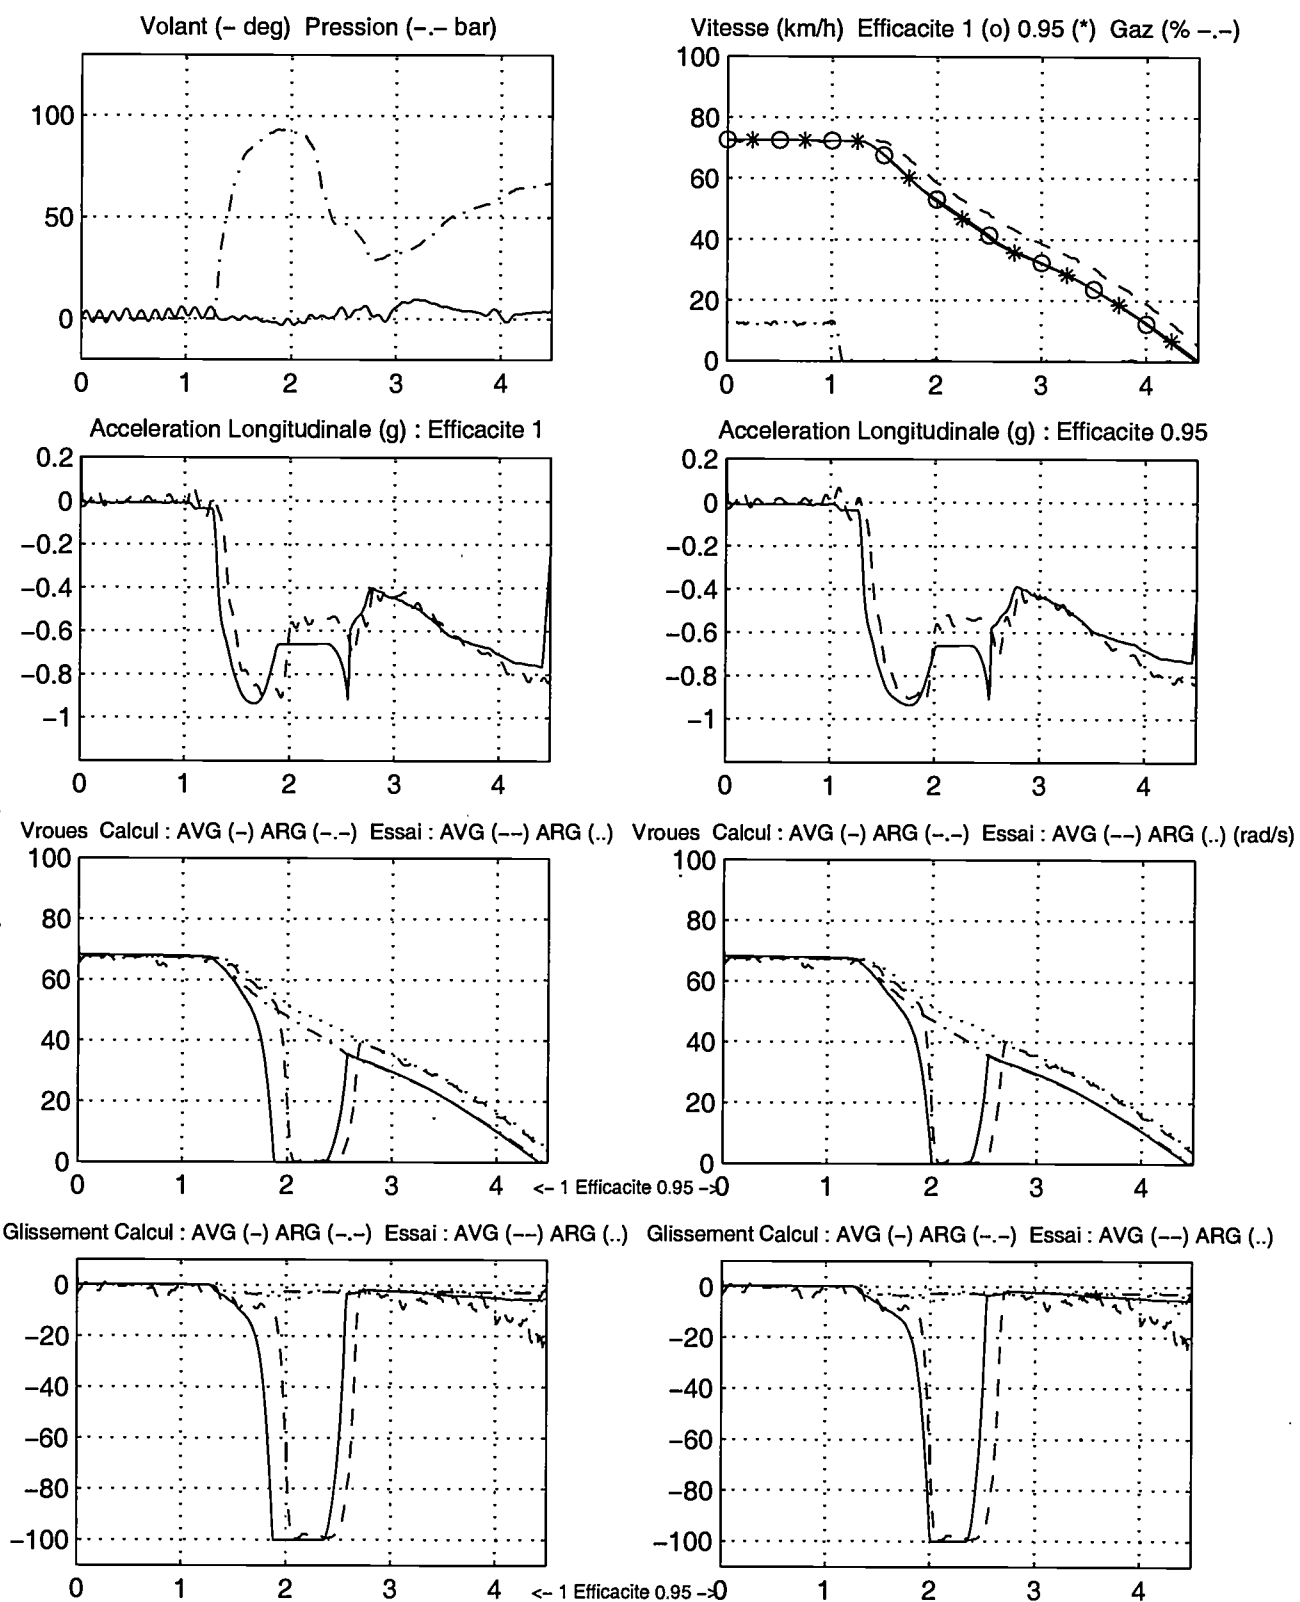 Volant (– deg)  Pression (–.– bar)
100
50
0
0 1 2 3 4
Vitesse (km/h)  Efficacite 1 (o) 0.95 (*)  Gaz (% –.–)
100
80
60
40
20
0
0 1 2 3 4
Acceleration Longitudinale (g) : Efficacite 1
0.2
0
−0.2
−0.4
−0.6
−0.8
−1
0 1 2 3 4
Acceleration Longitudinale (g) : Efficacite 0.95
0.2
0
−0.2
−0.4
−0.6
−0.8
−1
0 1 2 3 4
Vroues  Calcul : AVG (–) ARG (–.–)  Essai : AVG (––) ARG (..)
100
80
60
40
20
0
0 1 2 3 4
Vroues  Calcul : AVG (–) ARG (–.–)  Essai : AVG (––) ARG (..) (rad/s)
100
80
60
40
20
0
0 1 2 3 4
<– 1 Efficacite 0.95 –>
Glissement Calcul : AVG (–) ARG (–.–)  Essai : AVG (––) ARG (..)
0
−20
−40
−60
−80
−100
0 1 2 3 4
Glissement Calcul : AVG (–) ARG (–.–)  Essai : AVG (––) ARG (..)
0
−20
−40
−60
−80
−100
0 1 2 3 4
<– 1 Efficacite 0.95 –>